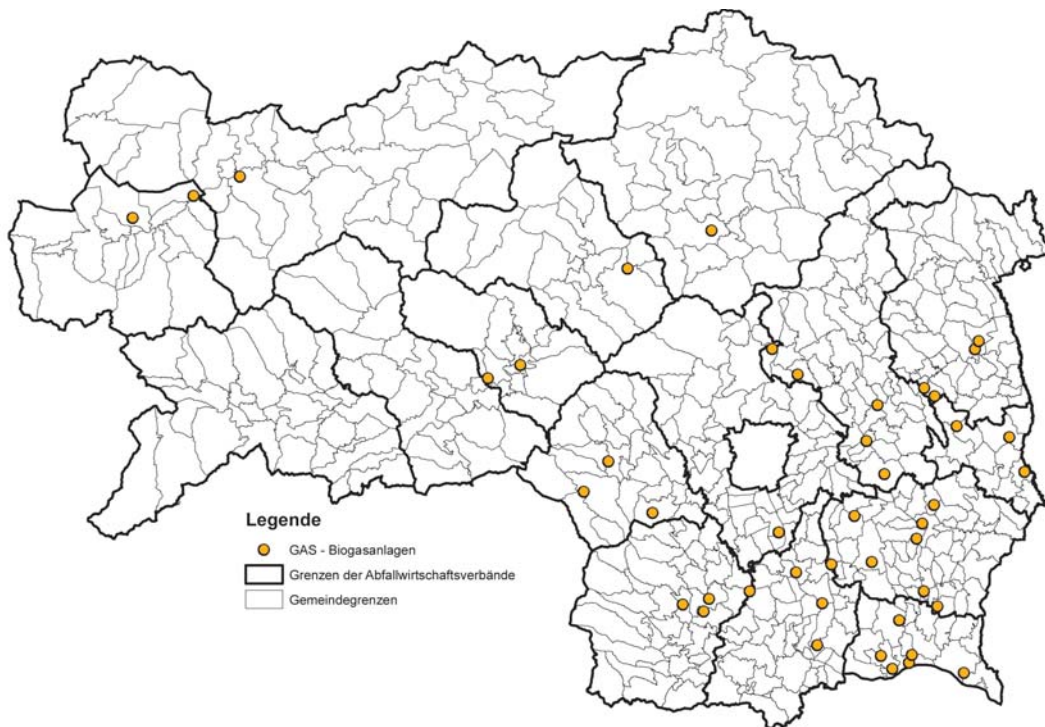 Legende
GAS - Biogasanlagen
Grenzen der Abfallwirtschaftsverbände
Gemeindegrenzen